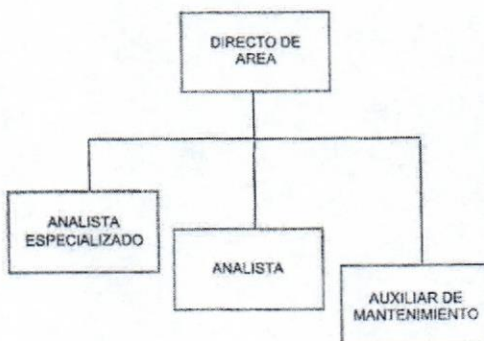 DIRECTO DE
AREA
ANALISTA
ESPECIALIZADO
ANALISTA
AUXILIAR DE
MANTENIMIENTO